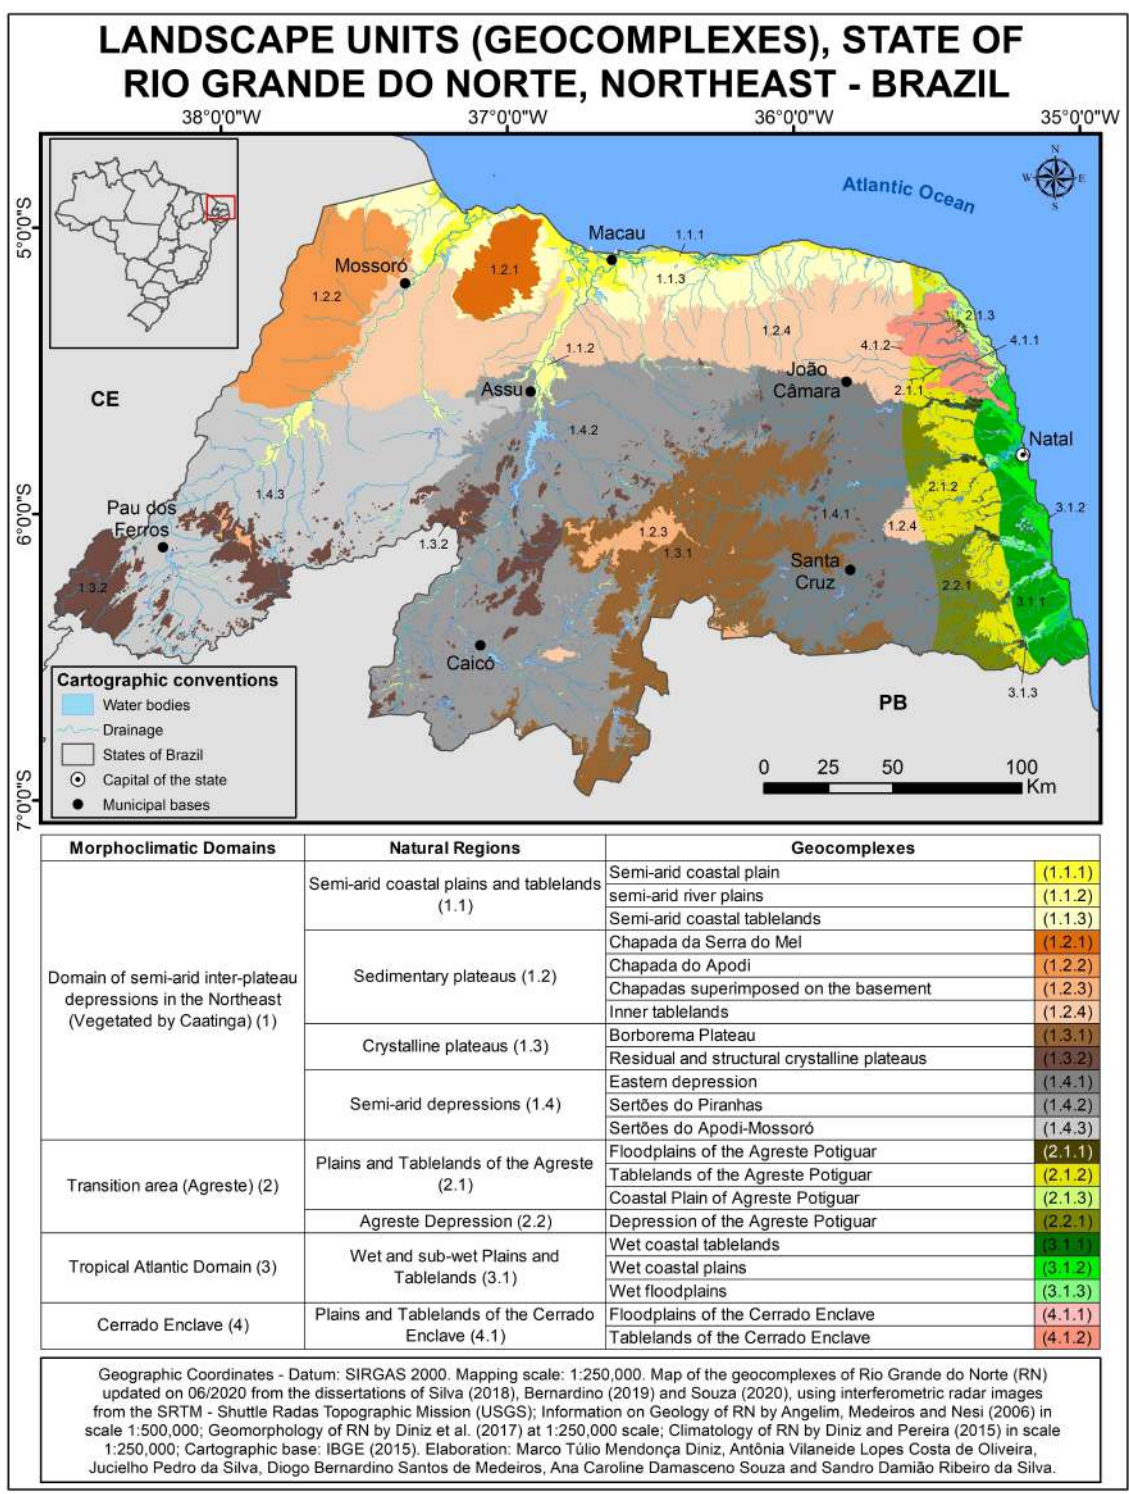 LANDSCAPE UNITS (GEOCOMPLEXES), STATE OF
RIO GRANDE DO NORTE, NORTHEAST - BRAZIL
38°0'0"W
37°0'0"W
36°0'0"W
35°0'0"W
5°0'0"S
6°0'0"S
7°0'0"S
N
W
E
S
Atlantic Ocean
Macau
1.1.1
Mossoró
1.2.1
1.1.3
1.2.2
1.2.4
2.1.3
4.1.2
4.1.1
1.1.2
João
Câmara
CE
Assu
2.1.1
1.4.2
Natal
1.4.3
2.1.2
Pau dos
Ferros
1.4.1
1.2.4
3.1.2
1.3.2
1.2.3
1.3.1
Santa
Cruz
1.3.2
2.2.1
3.1.1
Caicó
3.1.3
PB
Cartographic conventions
Water bodies
Drainage
States of Brazil
Capital of the state
Municipal bases
0 25 50 100
Km
Morphoclimatic Domains Natural Regions Geocomplexes
Domain of semi-arid inter-plateau
depressions in the Northeast
(Vegetated by Caatinga) (1)
Semi-arid coastal plains and tablelands
(1.1)
Semi-arid coastal plain (1.1.1)
semi-arid river plains (1.1.2)
Semi-arid coastal tablelands (1.1.3)
Sedimentary plateaus (1.2)
Chapada da Serra do Mel (1.2.1)
Chapada do Apodi (1.2.2)
Chapadas superimposed on the basement (1.2.3)
Inner tablelands (1.2.4)
Crystalline plateaus (1.3)
Borborema Plateau (1.3.1)
Residual and structural crystalline plateaus (1.3.2)
Semi-arid depressions (1.4)
Eastern depression (1.4.1)
Sertões do Piranhas (1.4.2)
Sertões do Apodi-Mossoró (1.4.3)
Transition area (Agreste) (2)
Plains and Tablelands of the Agreste
(2.1)
Floodplains of the Agreste Potiguar (2.1.1)
Tablelands of the Agreste Potiguar (2.1.2)
Coastal Plain of Agreste Potiguar (2.1.3)
Agreste Depression (2.2)
Depression of the Agreste Potiguar (2.2.1)
Tropical Atlantic Domain (3)
Wet and sub-wet Plains and
Tablelands (3.1)
Wet coastal tablelands (3.1.1)
Wet coastal plains (3.1.2)
Wet floodplains (3.1.3)
Cerrado Enclave (4)
Plains and Tablelands of the Cerrado
Enclave (4.1)
Floodplains of the Cerrado Enclave (4.1.1)
Tablelands of the Cerrado Enclave (4.1.2)
Geographic Coordinates - Datum: SIRGAS 2000. Mapping scale: 1:250,000. Map of the geocomplexes of Rio Grande do Norte (RN)
updated on 06/2020 from the dissertations of Silva (2018), Bernardino (2019) and Souza (2020), using interferometric radar images
from the SRTM - Shuttle Radas Topographic Mission (USGS); Information on Geology of RN by Angelim, Medeiros and Nesi (2006) in
scale 1:500,000; Geomorphology of RN by Diniz et al. (2017) at 1:250,000 scale; Climatology of RN by Diniz and Pereira (2015) in scale
1:250,000; Cartographic base: IBGE (2015). Elaboration: Marco Túlio Mendonça Diniz, Antônia Vilaneide Lopes Costa de Oliveira,
Jucielho Pedro da Silva, Diogo Bernardino Santos de Medeiros, Ana Caroline Damasceno Souza and Sandro Damião Ribeiro da Silva.